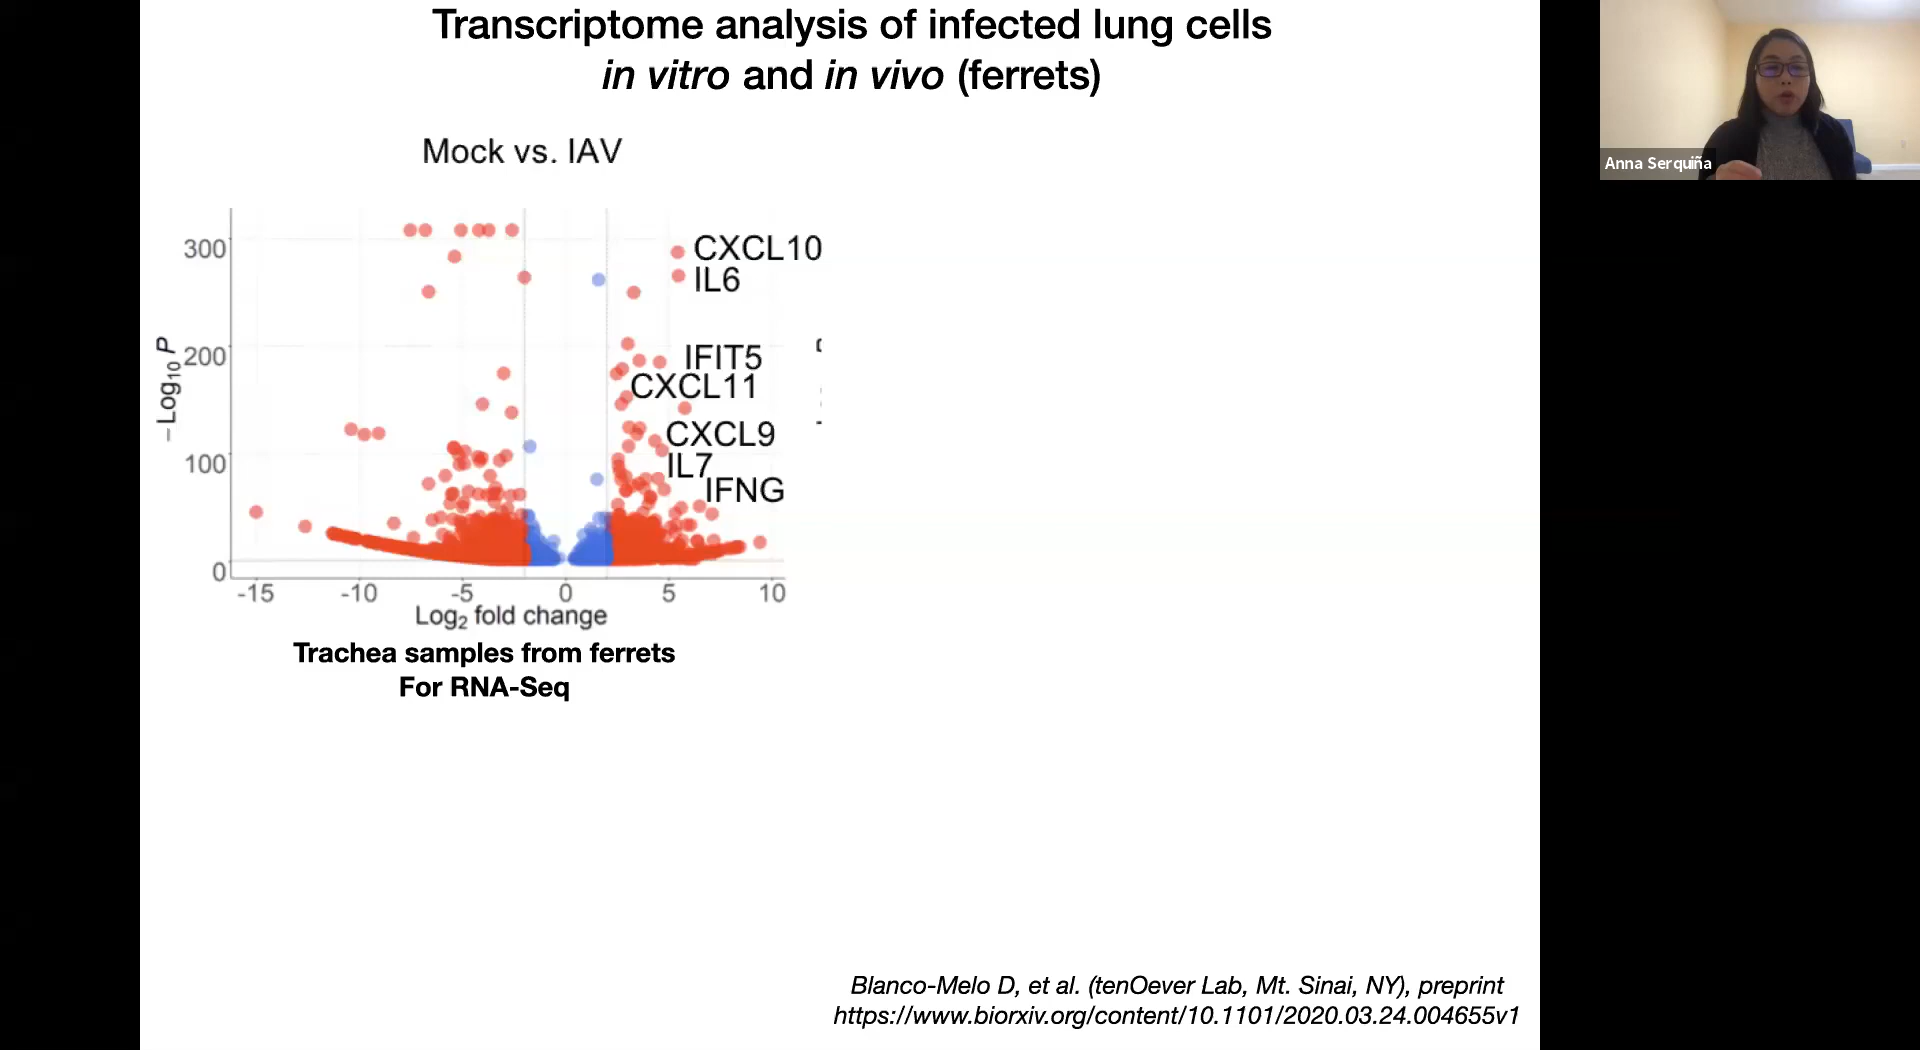 Transcriptome analysis of infected lung cells
in vitro and in vivo (ferrets)
Anna Serquiña
Mock vs. IAV
CXCL10
IL6
IFIT5
CXCL11
CXCL9
IL7
IFNG
– Log10 P
300
200
100
0
-15 -10 -5 0 5 10
Log2 fold change
Trachea samples from ferrets
For RNA-Seq
Blanco-Melo D, et al. (tenOever Lab, Mt. Sinai, NY), preprint
https://www.biorxiv.org/content/10.1101/2020.03.24.004655v1